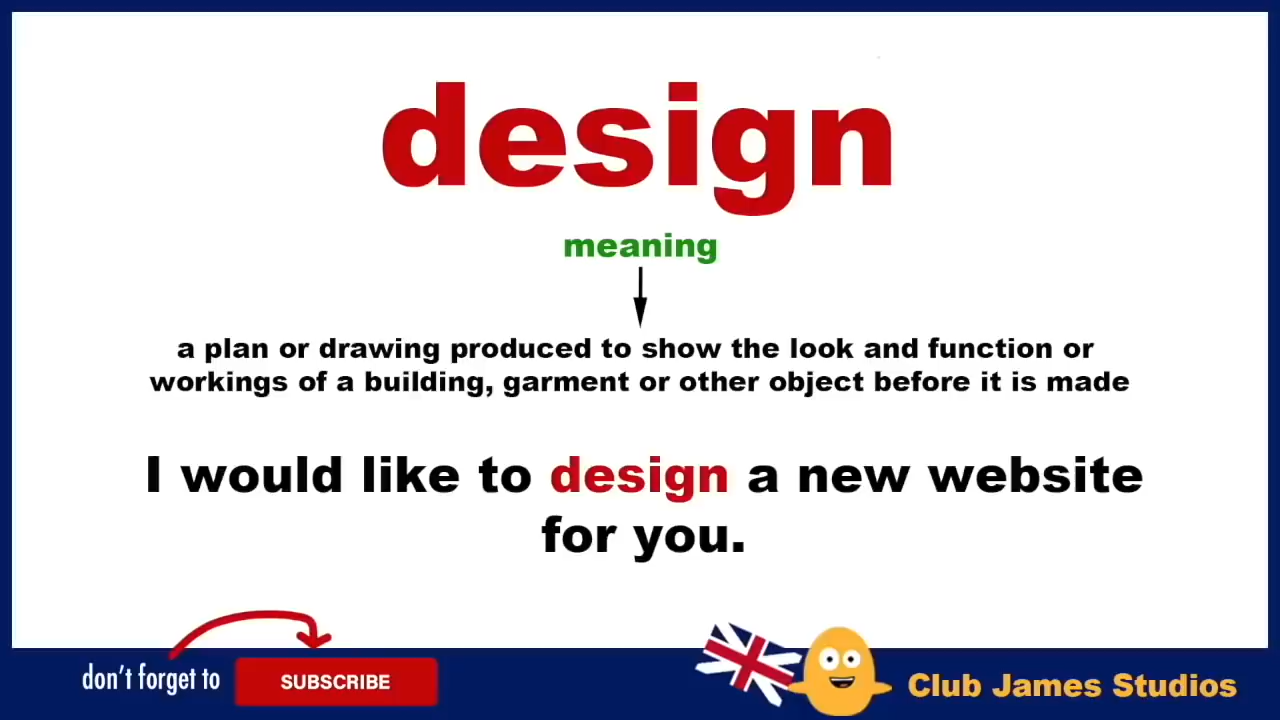 design
meaning
a plan or drawing produced to show the look and function or
workings of a building, garment or other object before it is made
I would like to design a new website
for you.
don't forget to
SUBSCRIBE
Club James Studios